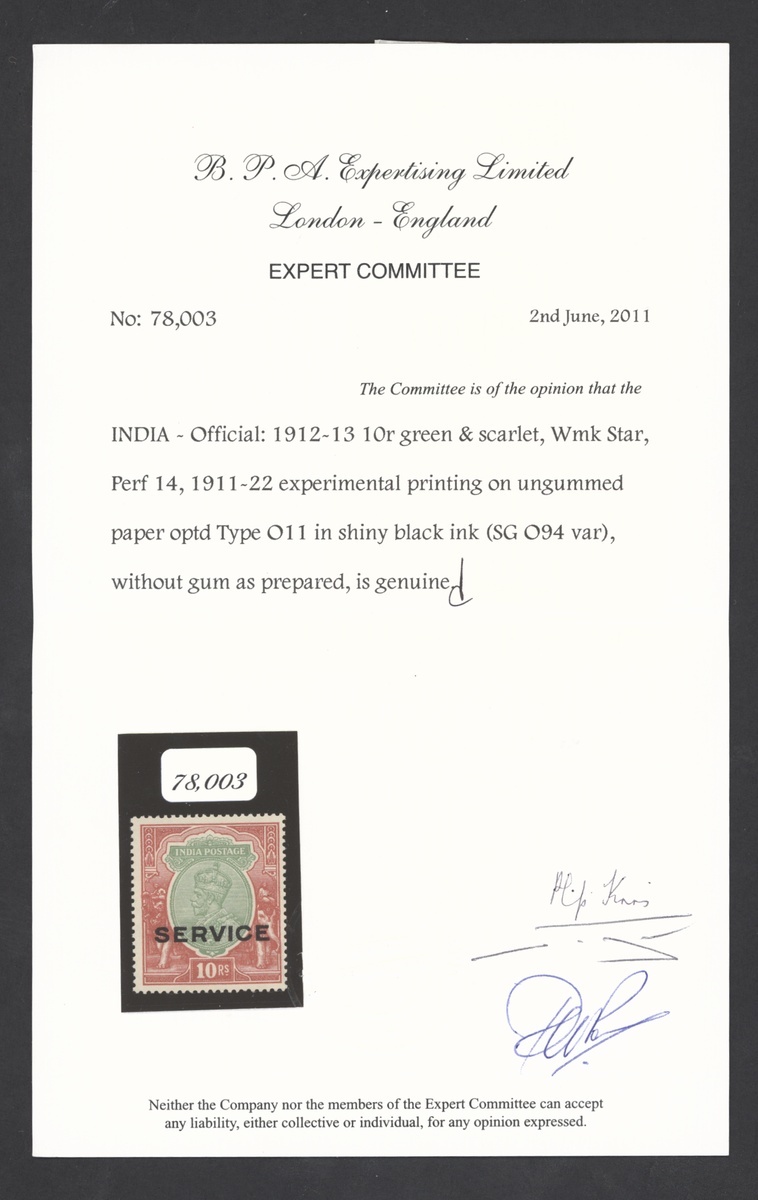 B. P. A. Expertising Limited
London - England
EXPERT COMMITTEE
No: 78,003
2nd June, 2011
The Committee is of the opinion that the
INDIA - Official: 1912-13 10r green & scarlet, Wmk Star,
Perf 14, 1911-22 experimental printing on ungummed
paper optd Type O11 in shiny black ink (SG O94 var),
without gum as prepared, is genuine.
78,003
INDIA POSTAGE
SERVICE
10RS
Neither the Company nor the members of the Expert Committee can accept
any liability, either collective or individual, for any opinion expressed.